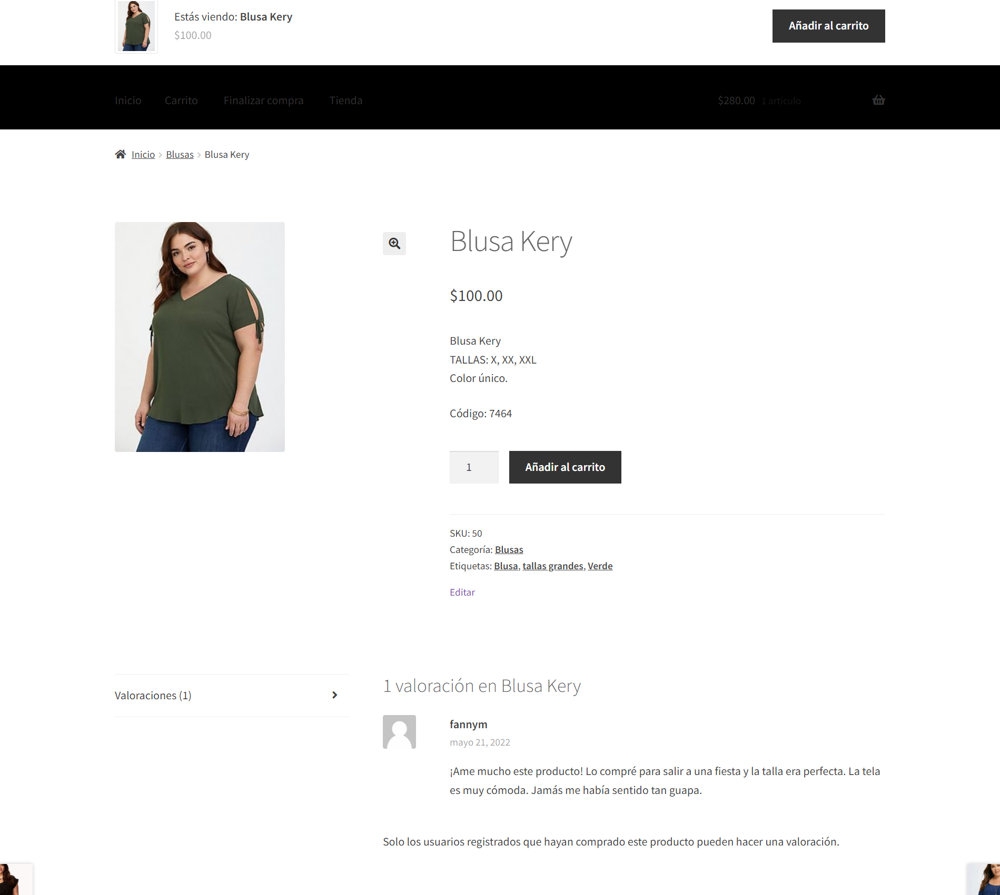 Estás viendo: Blusa Kery
$100.00
Añadir al carrito
Inicio Carrito Finalizar compra Tienda $280.00 1 artículo
Inicio Blusas Blusa Kery
Blusa Kery
$100.00
Blusa Kery
TALLAS: X, XX, XXL
Color único.
Código: 7464
1 Añadir al carrito
SKU: 50
Categoría: Blusas
Etiquetas: Blusa, tallas grandes, Verde
Editar
Valoraciones (1)
1 valoración en Blusa Kery
fannym
mayo 21, 2022
¡Ame mucho este producto! Lo compré para salir a una fiesta y la talla era perfecta. La tela
es muy cómoda. Jamás me había sentido tan guapa.
Solo los usuarios registrados que hayan comprado este producto pueden hacer una valoración.